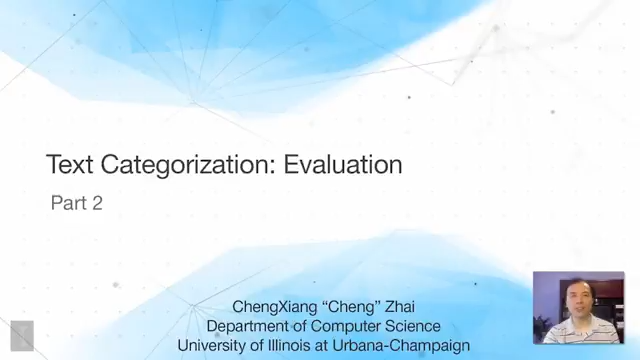 Text Categorization: Evaluation
Part 2
ChengXiang “Cheng” Zhai
Department of Computer Science
University of Illinois at Urbana-Champaign